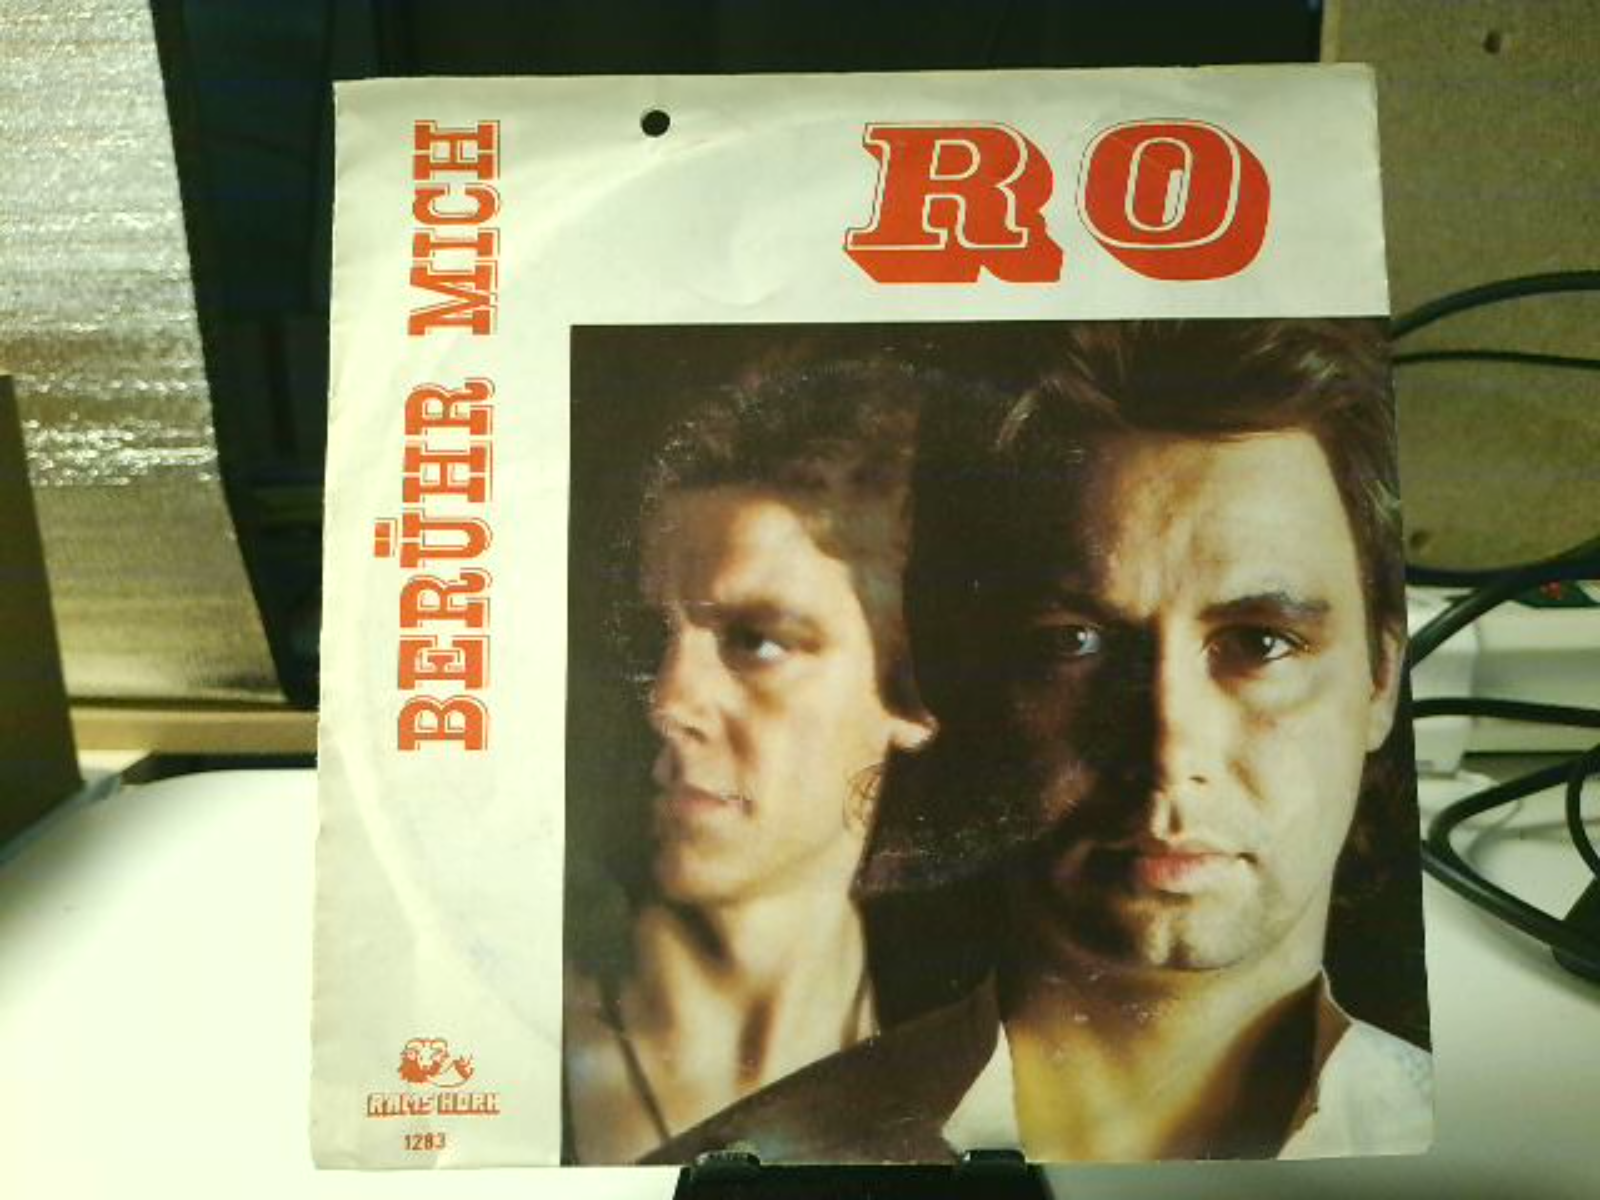 RO
BERÜHR MICH
RAMS HORN
1283